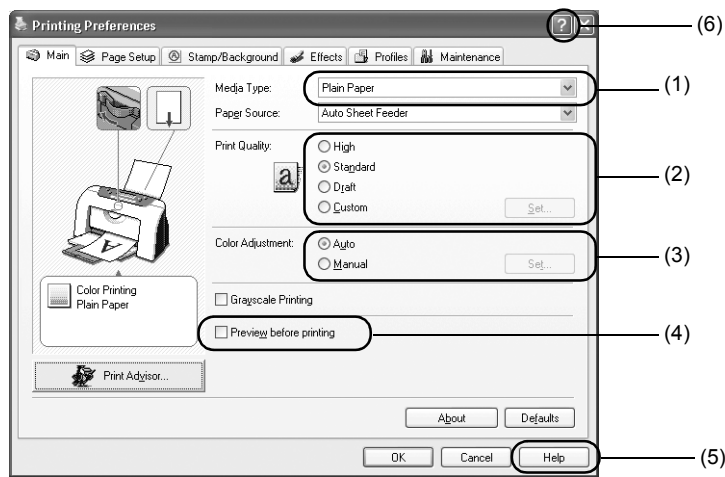 Printing Preferences
?
(6)
Main Page Setup Stamp/Background Effects Profiles Maintenance
Media Type: Plain Paper
(1)
Paper Source: Auto Sheet Feeder
Print Quality: High
a Standard
(2)
Draft
Custom Set...
Color Adjustment: Auto
(3)
Manual Set...
Color Printing
Plain Paper
Grayscale Printing
Preview before printing
(4)
Print Advisor...
About Defaults
OK Cancel Help
(5)
A